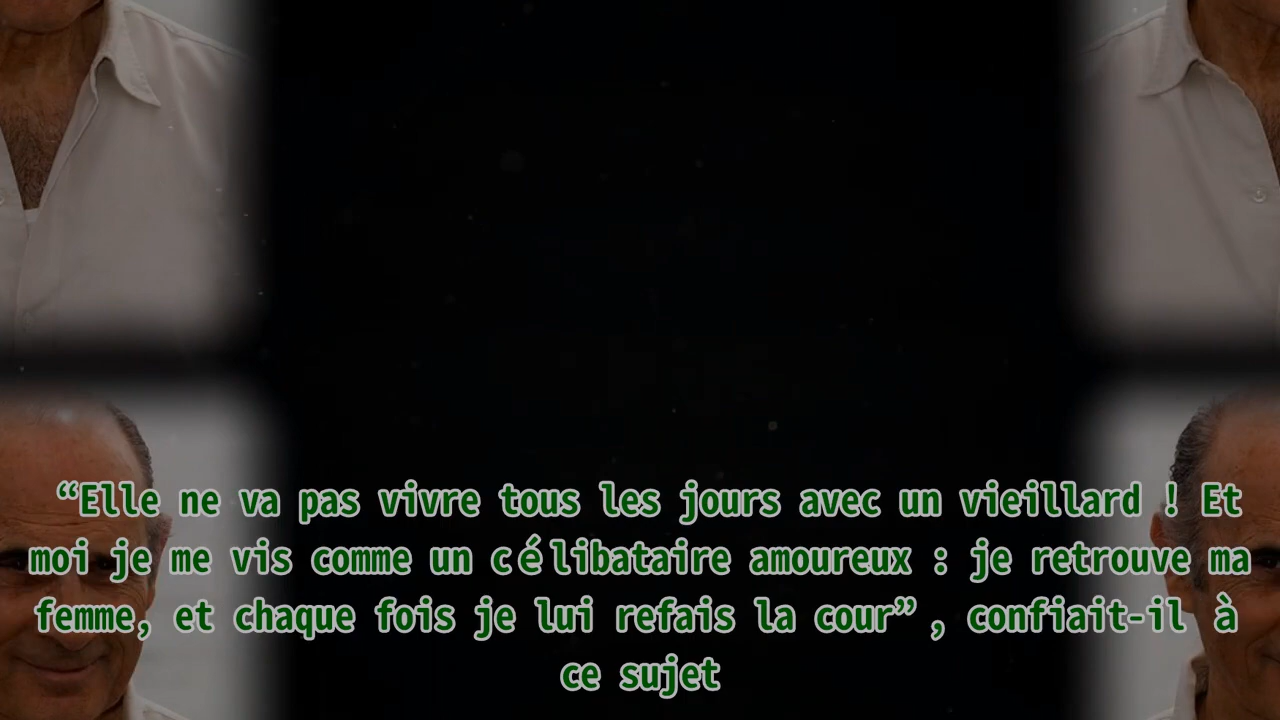 “Elle ne va pas vivre tous les jours avec un vieillard ! Et
moi je me vis comme un célibataire amoureux : je retrouve ma
femme, et chaque fois je lui refais la cour”, confiait-il à
ce sujet